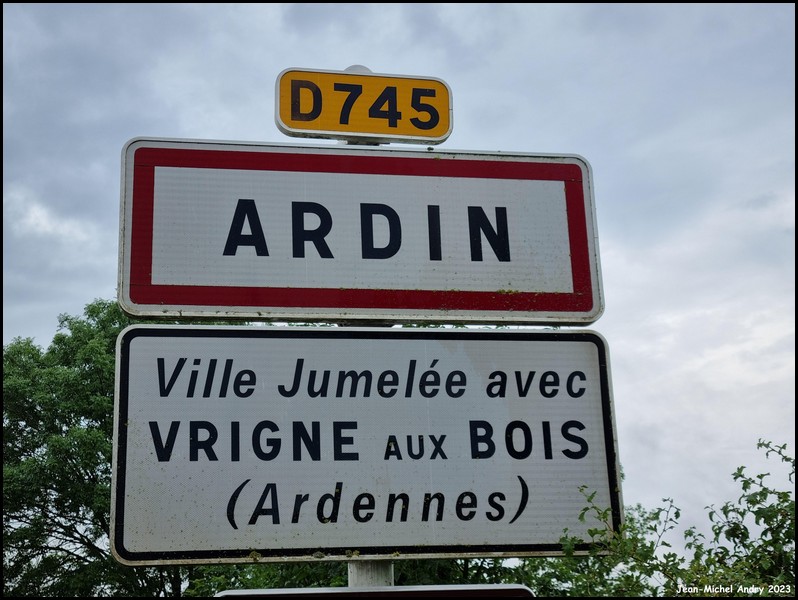 D745
ARDIN
Ville Jumelée avec
VRIGNE AUX BOIS
(Ardennes)
Jean-Michel Andry 2023